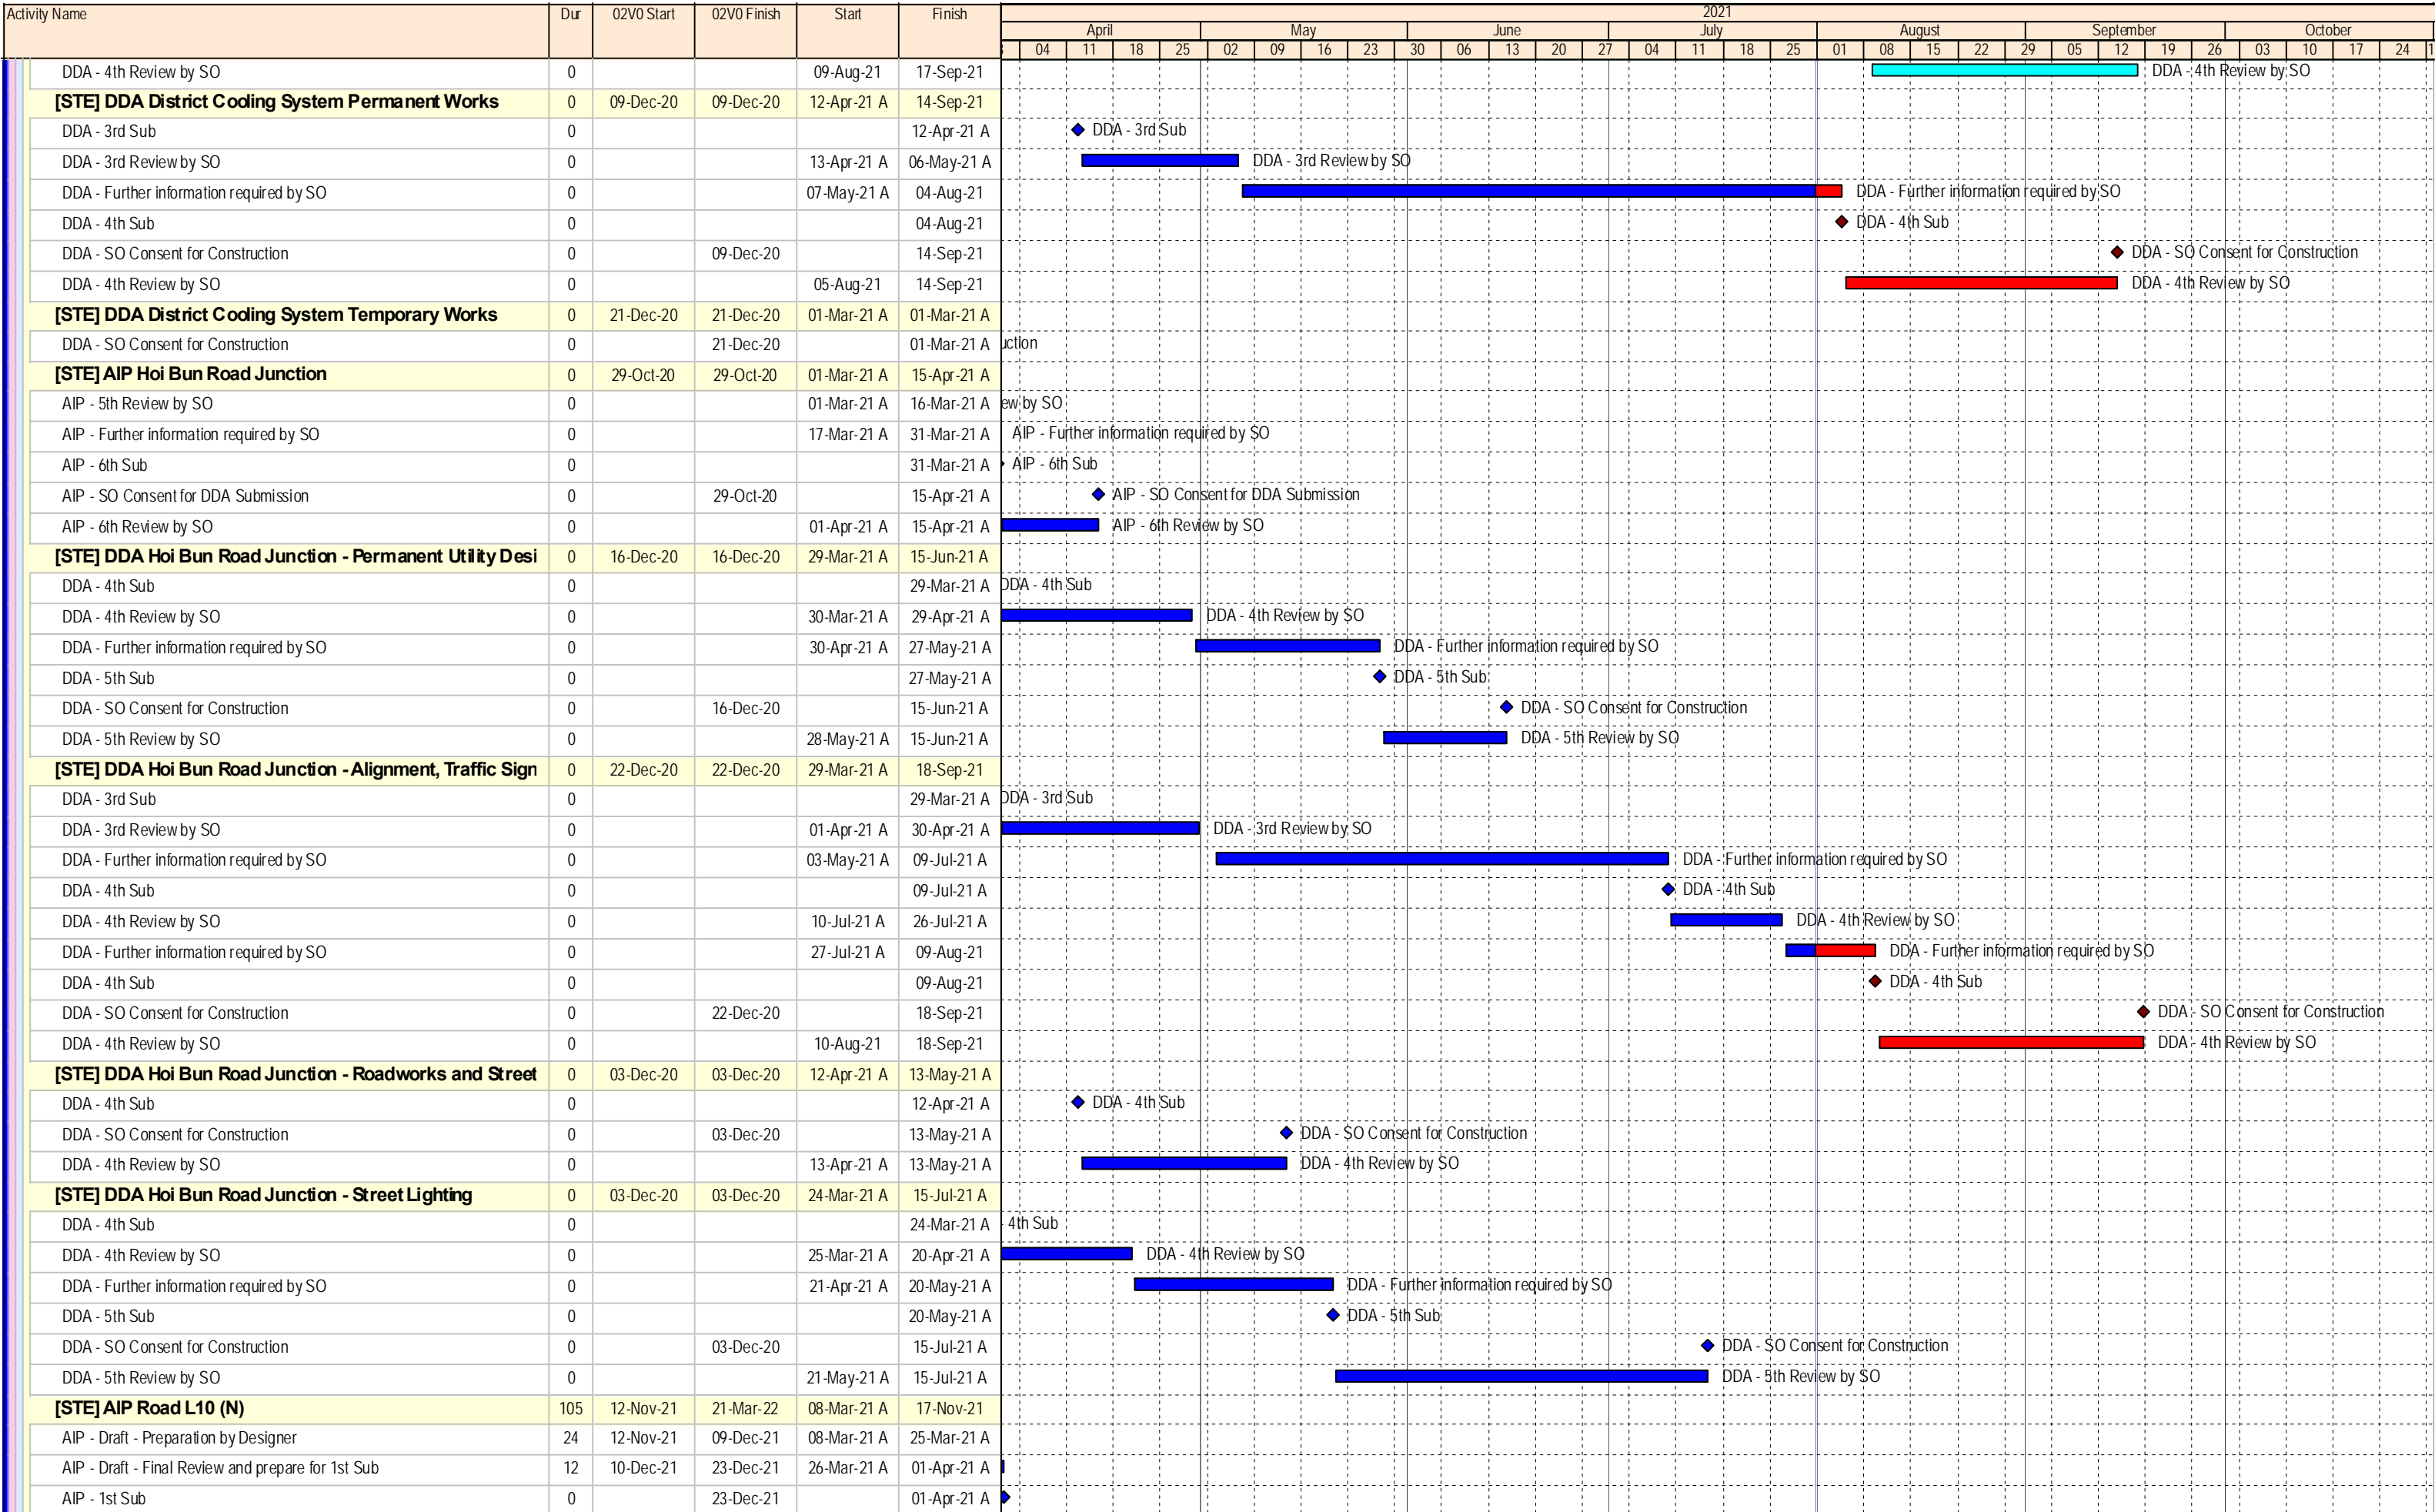 Activity Name Dur 02V0 Start 02V0 Finish Start Finish 2021
April May June July August September October
04 11 18 25 02 09 16 23 30 06 13 20 27 04 11 18 25 01 08 15 22 29 05 12 19 26 03 10 17 24
DDA - 4th Review by SO 0 09-Aug-21 17-Sep-21 DDA - 4th Review by SO
[STE] DDA District Cooling System Permanent Works 0 09-Dec-20 09-Dec-20 12-Apr-21 A 14-Sep-21
DDA - 3rd Sub 0 12-Apr-21 A DDA - 3rd Sub
DDA - 3rd Review by SO 0 13-Apr-21 A 06-May-21 A DDA - 3rd Review by SO
DDA - Further information required by SO 0 07-May-21 A 04-Aug-21 DDA - Further information required by SO
DDA - 4th Sub 0 04-Aug-21 DDA - 4th Sub
DDA - SO Consent for Construction 0 09-Dec-20 14-Sep-21 DDA - SO Consent for Construction
DDA - 4th Review by SO 0 05-Aug-21 14-Sep-21 DDA - 4th Review by SO
[STE] DDA District Cooling System Temporary Works 0 21-Dec-20 21-Dec-20 01-Mar-21 A 01-Mar-21 A
DDA - SO Consent for Construction 0 21-Dec-20 01-Mar-21 A uction
[STE] AIP Hoi Bun Road Junction 0 29-Oct-20 29-Oct-20 01-Mar-21 A 15-Apr-21 A
AIP - 5th Review by SO 0 01-Mar-21 A 16-Mar-21 A ew by SO
AIP - Further information required by SO 0 17-Mar-21 A 31-Mar-21 A AIP - Further information required by SO
AIP - 6th Sub 0 31-Mar-21 A AIP - 6th Sub
AIP - SO Consent for DDA Submission 0 29-Oct-20 15-Apr-21 A AIP - SO Consent for DDA Submission
AIP - 6th Review by SO 0 01-Apr-21 A 15-Apr-21 A AIP - 6th Review by SO
[STE] DDA Hoi Bun Road Junction - Permanent Utility Desi 0 16-Dec-20 16-Dec-20 29-Mar-21 A 15-Jun-21 A
DDA - 4th Sub 0 29-Mar-21 A DDA - 4th Sub
DDA - 4th Review by SO 0 30-Mar-21 A 29-Apr-21 A DDA - 4th Review by SO
DDA - Further information required by SO 0 30-Apr-21 A 27-May-21 A DDA - Further information required by SO
DDA - 5th Sub 0 27-May-21 A DDA - 5th Sub
DDA - SO Consent for Construction 0 16-Dec-20 15-Jun-21 A DDA - SO Consent for Construction
DDA - 5th Review by SO 0 28-May-21 A 15-Jun-21 A DDA - 5th Review by SO
[STE] DDA Hoi Bun Road Junction - Alignment, Traffic Sign 0 22-Dec-20 22-Dec-20 29-Mar-21 A 18-Sep-21
DDA - 3rd Sub 0 29-Mar-21 A DDA - 3rd Sub
DDA - 3rd Review by SO 0 01-Apr-21 A 30-Apr-21 A DDA - 3rd Review by SO
DDA - Further information required by SO 0 03-May-21 A 09-Jul-21 A DDA - Further information required by SO
DDA - 4th Sub 0 09-Jul-21 A DDA - 4th Sub
DDA - 4th Review by SO 0 10-Jul-21 A 26-Jul-21 A DDA - 4th Review by SO
DDA - Further information required by SO 0 27-Jul-21 A 09-Aug-21 DDA - Further information required by SO
DDA - 4th Sub 0 09-Aug-21 DDA - 4th Sub
DDA - SO Consent for Construction 0 22-Dec-20 18-Sep-21 DDA - SO Consent for Construction
DDA - 4th Review by SO 0 10-Aug-21 18-Sep-21 DDA - 4th Review by SO
[STE] DDA Hoi Bun Road Junction - Roadworks and Street 0 03-Dec-20 03-Dec-20 12-Apr-21 A 13-May-21 A
DDA - 4th Sub 0 12-Apr-21 A DDA - 4th Sub
DDA - SO Consent for Construction 0 03-Dec-20 13-May-21 A DDA - SO Consent for Construction
DDA - 4th Review by SO 0 13-Apr-21 A 13-May-21 A DDA - 4th Review by SO
[STE] DDA Hoi Bun Road Junction - Street Lighting 0 03-Dec-20 03-Dec-20 24-Mar-21 A 15-Jul-21 A
DDA - 4th Sub 0 24-Mar-21 A - 4th Sub
DDA - 4th Review by SO 0 25-Mar-21 A 20-Apr-21 A DDA - 4th Review by SO
DDA - Further information required by SO 0 21-Apr-21 A 20-May-21 A DDA - Further information required by SO
DDA - 5th Sub 0 20-May-21 A DDA - 5th Sub
DDA - SO Consent for Construction 0 03-Dec-20 15-Jul-21 A DDA - SO Consent for Construction
DDA - 5th Review by SO 0 21-May-21 A 15-Jul-21 A DDA - 5th Review by SO
[STE] AIP Road L10 (N) 105 12-Nov-21 21-Mar-22 08-Mar-21 A 17-Nov-21
AIP - Draft - Preparation by Designer 24 12-Nov-21 09-Dec-21 08-Mar-21 A 25-Mar-21 A
AIP - Draft - Final Review and prepare for 1st Sub 12 10-Dec-21 23-Dec-21 26-Mar-21 A 01-Apr-21 A
AIP - 1st Sub 0 23-Dec-21 01-Apr-21 A